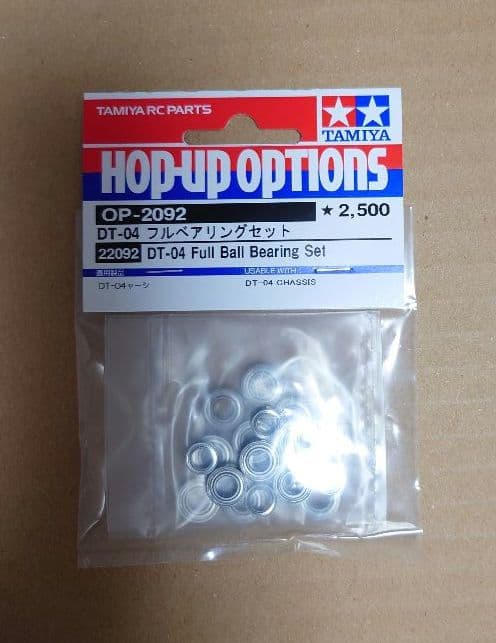 TAMIYA RC PARTS
TAMIYA
HOP-UP OPTIONS
OP-2092
★ 2,500
DT-04 フルベアリングセット
22092 DT-04 Full Ball Bearing Set
適用製品
USABLE WITH :
DT-04シャーシ
DT-04 CHASSIS